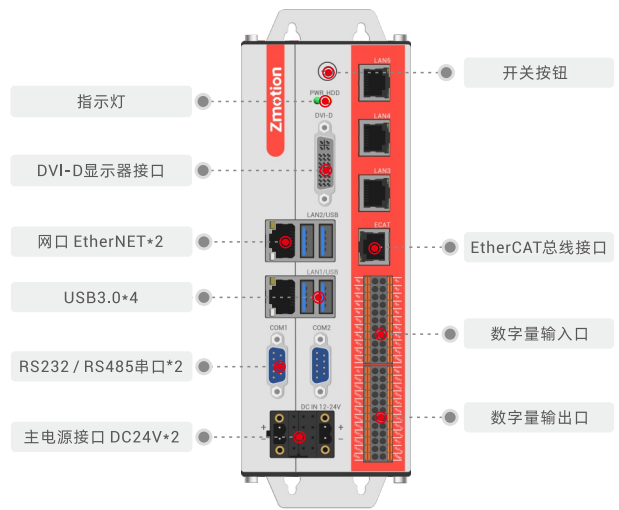 Zmotion
PWR HDD
DVI-D
LAN5
LAN4
LAN3
ECAT
LAN2/USB
LAN1/USB
COM1
COM2
DC IN 12-24V
+
+
−
−
指示灯
DVI-D显示器接口
网口 EtherNET*2
USB3.0*4
RS232 / RS485串口*2
主电源接口 DC24V*2
开关按钮
EtherCAT总线接口
数字量输入口
数字量输出口